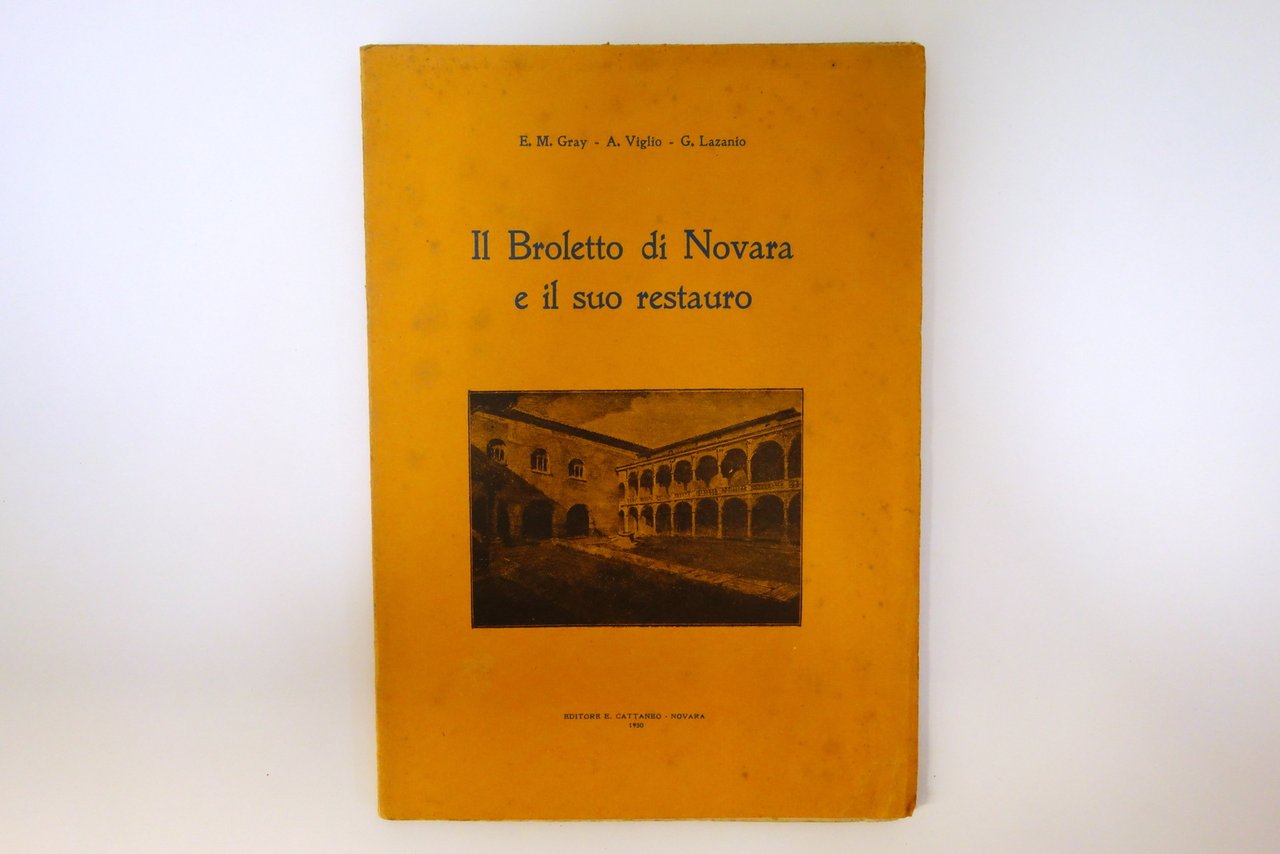 E. M. Gray - A. Viglio - G. Lazanio
Il Broletto di Novara
e il suo restauro
EDITORE E. CATTANEO - NOVARA
1930